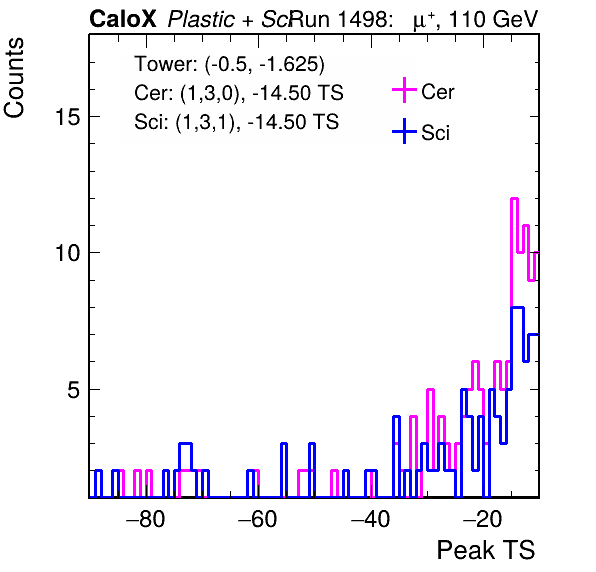 CaloX Plastic + Sci Run 1498: μ⁺, 110 GeV
Counts
Tower: (-0.5, -1.625)
Cer: (1,3,0), -14.50 TS
Sci: (1,3,1), -14.50 TS
Cer
Sci
15
10
5
−80 −60 −40 −20
Peak TS